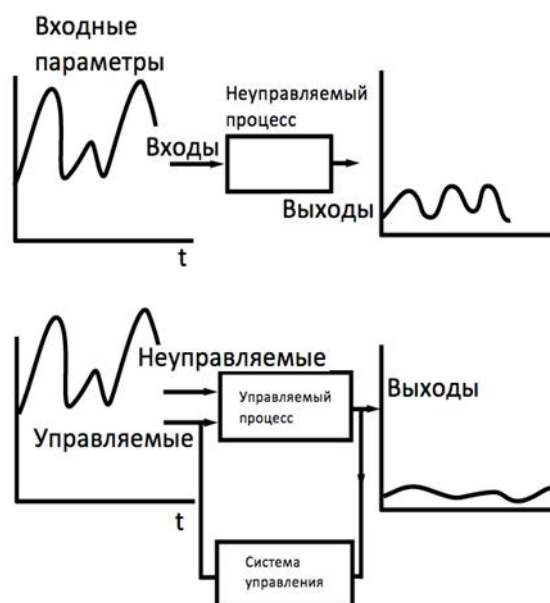 Входные
параметры
Неуправляемый
процесс
Входы
Выходы
t
Неуправляемые
Управляемые
Управляемый
процесс
Выходы
t
Система
управления